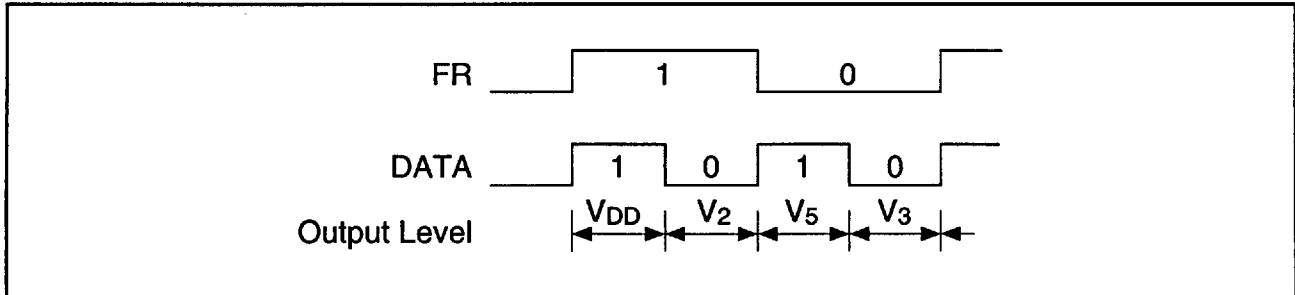 FR 1 0
DATA 1 0 1 0
Output Level VDD V2 V5 V3